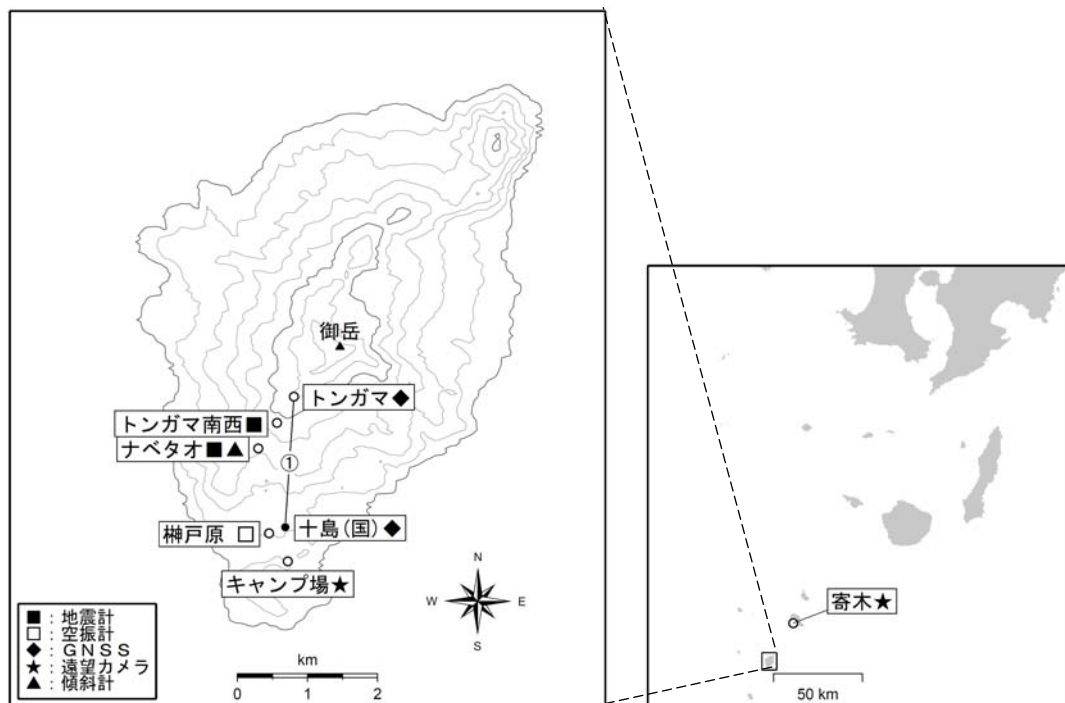 御岳
トンガマ◆
トンガマ南西■
ナベタオ■▲
①
榊戸原 □
十島(国)◆
キャンプ場★
N
W
E
S
■ : 地震計
□ : 空振計
◆ : GNSS
★ : 遠望カメラ
▲ : 傾斜計
km
0 1 2
寄木★
50 km